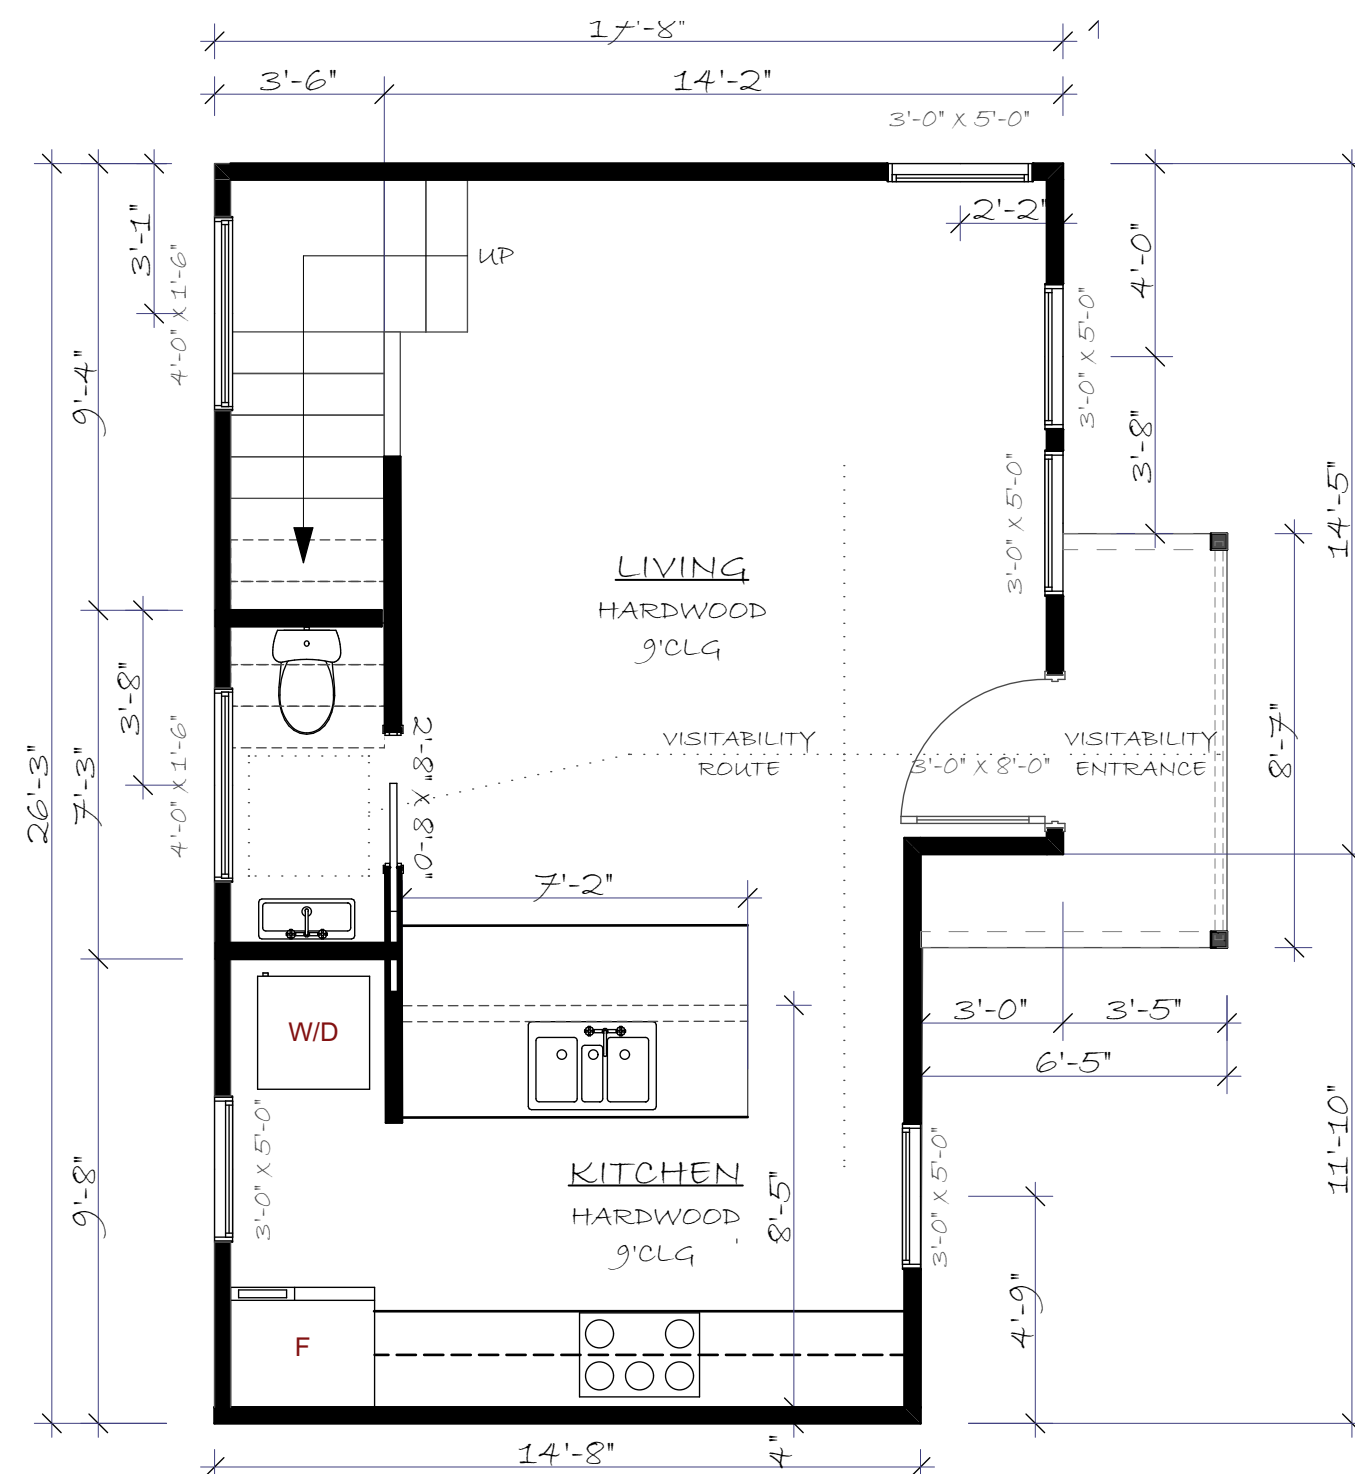 17'-8"
3'-6"
14'-2"
3'-0" X 5'-0"
2'-2"
3'-1"
4'-0" X 1'-6"
UP
4'-0"
3'-0" X 5'-0"
9'-4"
3'-8"
3'-0" X 5'-0"
14'-5"
LIVING
HARDWOOD
9'CLG
3'-8"
4'-0" X 1'-6"
2'-8" X 8'-0"
VISITABILITY
ROUTE
3'-0" X 8'-0"
VISITABILITY
ENTRANCE
8'-7"
26'-3"
7'-3"
7'-2"
3'-0"
3'-5"
6'-5"
W/D
3'-0" X 5'-0"
KITCHEN
HARDWOOD
9'CLG
8'-5"
3'-0" X 5'-0"
11'-10"
9'-8"
4'-9"
F
14'-8"
4"